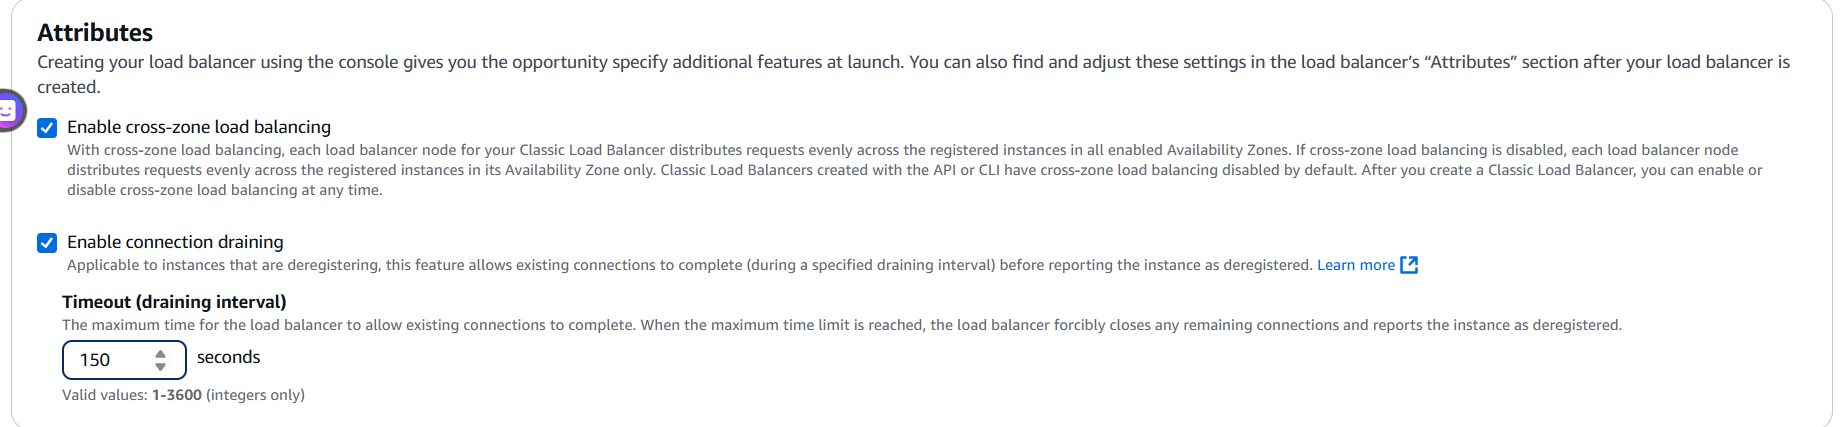 Attributes
Creating your load balancer using the console gives you the opportunity specify additional features at launch. You can also find and adjust these settings in the load balancer's “Attributes” section after your load balancer is
created.
Enable cross-zone load balancing
With cross-zone load balancing, each load balancer node for your Classic Load Balancer distributes requests evenly across the registered instances in all enabled Availability Zones. If cross-zone load balancing is disabled, each load balancer node
distributes requests evenly across the registered instances in its Availability Zone only. Classic Load Balancers created with the API or CLI have cross-zone load balancing disabled by default. After you create a Classic Load Balancer, you can enable or
disable cross-zone load balancing at any time.
Enable connection draining
Applicable to instances that are deregistering, this feature allows existing connections to complete (during a specified draining interval) before reporting the instance as deregistered. Learn more
Timeout (draining interval)
The maximum time for the load balancer to allow existing connections to complete. When the maximum time limit is reached, the load balancer forcibly closes any remaining connections and reports the instance as deregistered.
150 seconds
Valid values: 1-3600 (integers only)